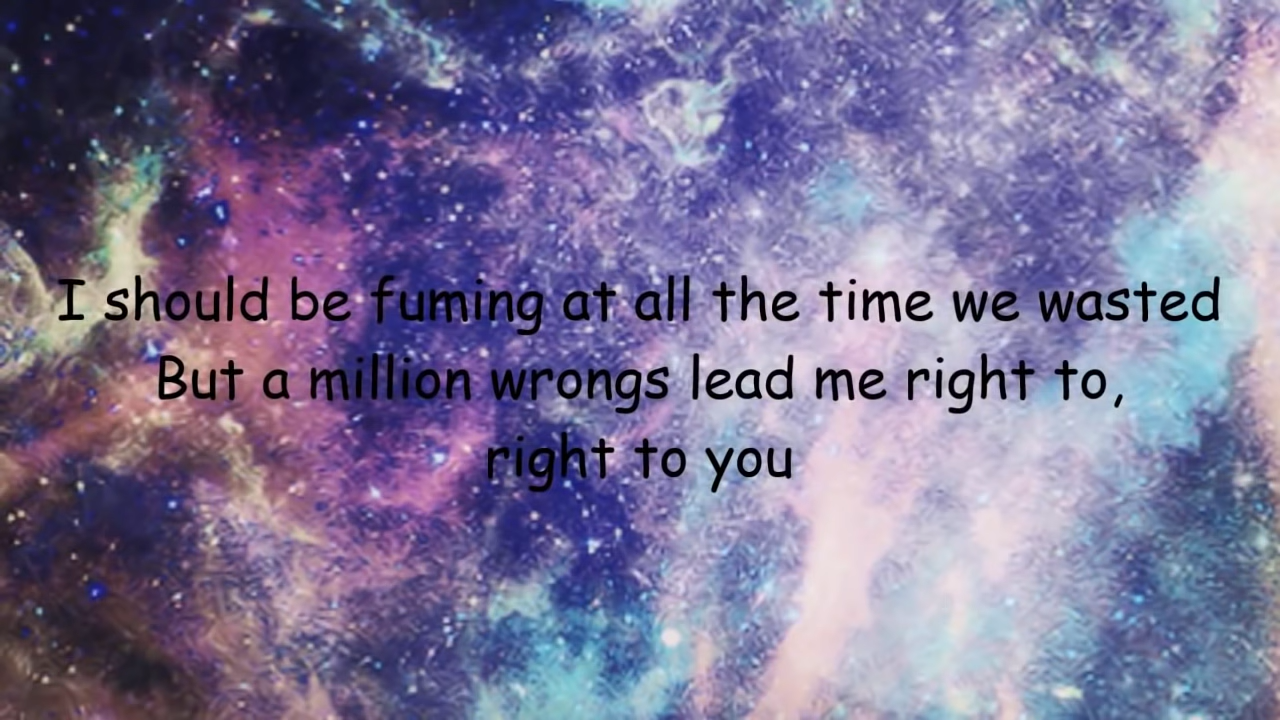 I should be fuming at all the time we wasted
But a million wrongs lead me right to,
right to you